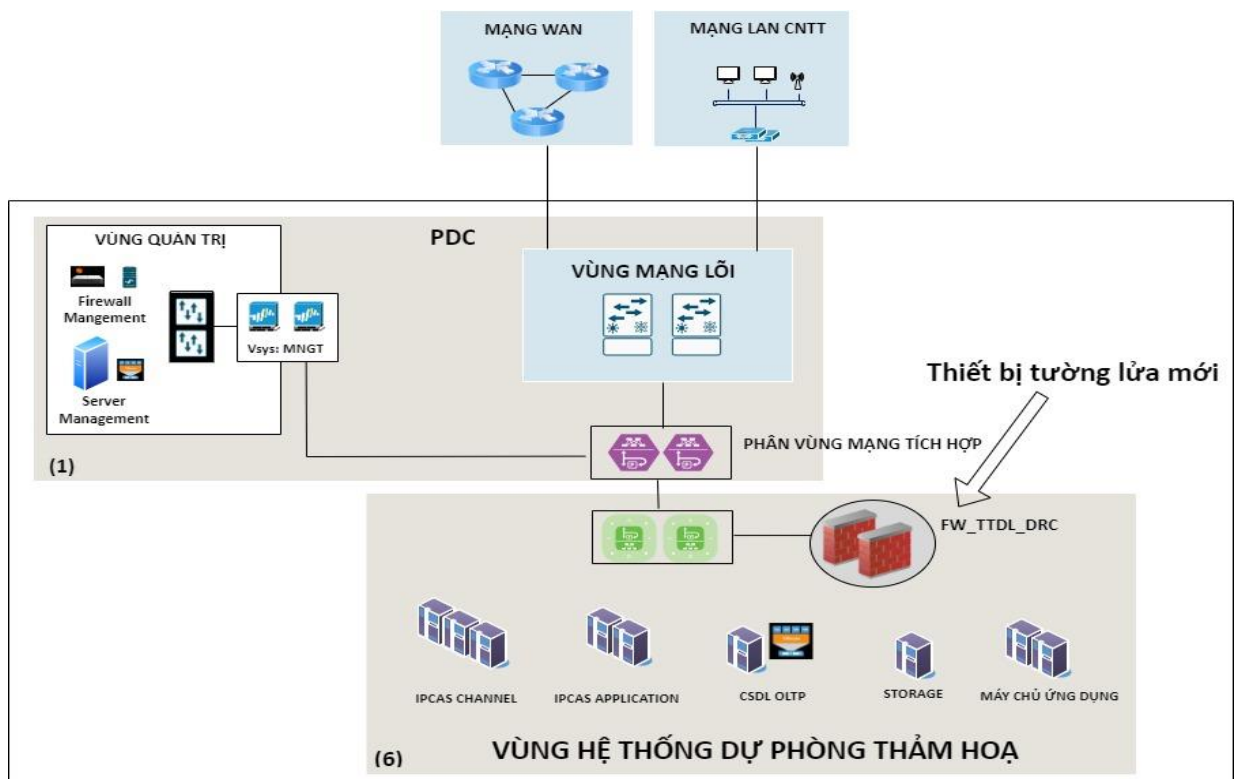 MẠNG WAN
MẠNG LAN CNTT
VÙNG QUẢN TRỊ
PDC
VÙNG MẠNG LÕI
Firewall
Mangement
Vsys: MNGT
Server
Management
Thiết bị tường lửa mới
PHÂN VÙNG MẠNG TÍCH HỢP
(1)
FW_TTDL_DRC
IPCAS CHANNEL
IPCAS APPLICATION
CSDL OLTP
STORAGE
MÁY CHỦ ỨNG DỤNG
(6)
VÙNG HỆ THỐNG DỰ PHÒNG THẢM HOẠ